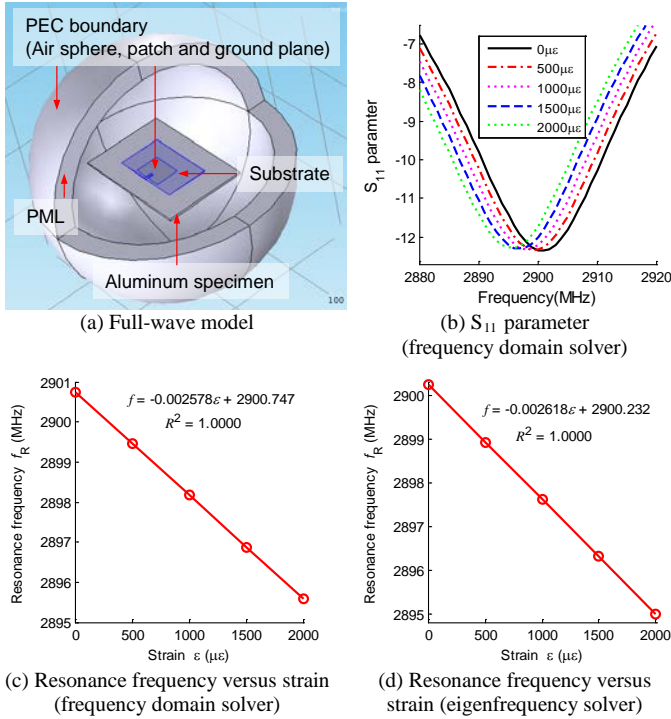 PEC boundary
(Air sphere, patch and ground plane)
Substrate
PML
Aluminum specimen
100
(a) Full-wave model
S11 paramter
-7
-8
-9
-10
-11
-12
0με
500με
1000με
1500με
2000με
2880 2890 2900 2910 2920
Frequency(MHz)
(b) S11 parameter
(frequency domain solver)
Resonance frequency fR (MHz)
2901
2900
2899
2898
2897
2896
2895
f = -0.002578ε + 2900.747
R² = 1.0000
0 500 1000 1500 2000
Strain ε (με)
(c) Resonance frequency versus strain
(frequency domain solver)
Resonance frequency fR (MHz)
2900
2899
2898
2897
2896
2895
f = -0.002618ε + 2900.232
R² = 1.0000
0 500 1000 1500 2000
Strain ε (με)
(d) Resonance frequency versus
strain (eigenfrequency solver)